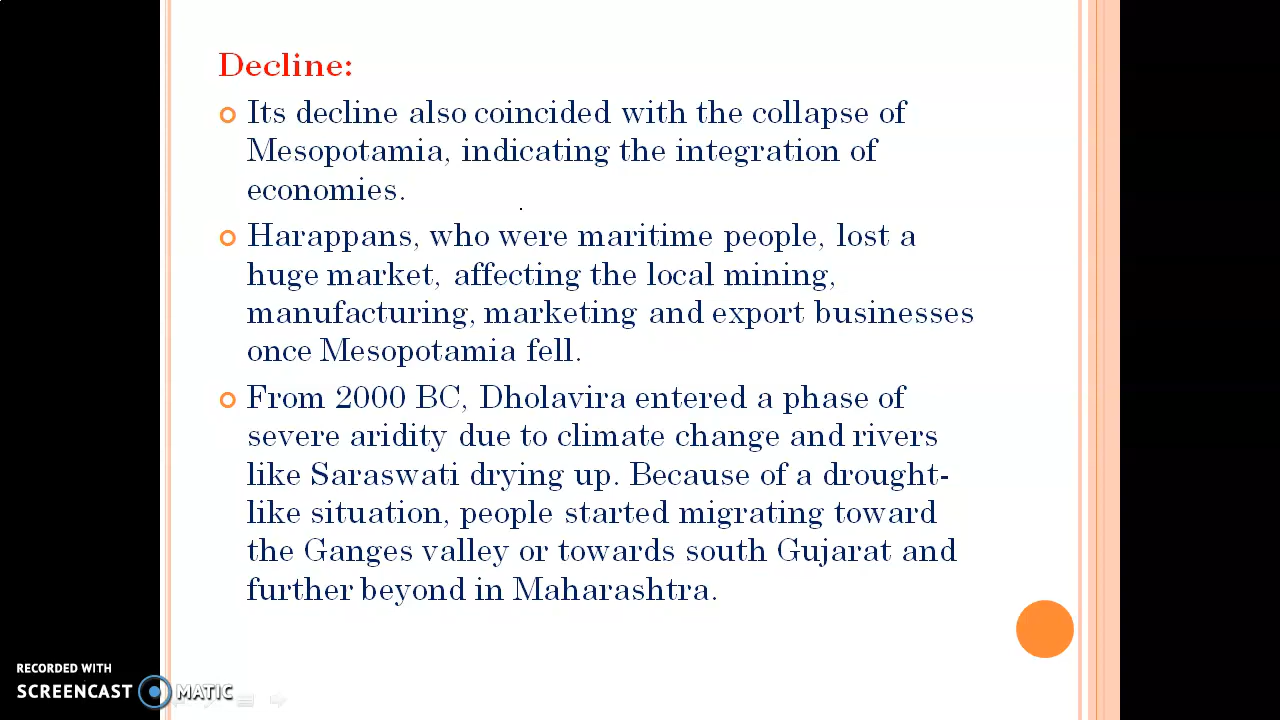 Decline:
Its decline also coincided with the collapse of
Mesopotamia, indicating the integration of
economies.
Harappans, who were maritime people, lost a
huge market, affecting the local mining,
manufacturing, marketing and export businesses
once Mesopotamia fell.
From 2000 BC, Dholavira entered a phase of
severe aridity due to climate change and rivers
like Saraswati drying up. Because of a drought-
like situation, people started migrating toward
the Ganges valley or towards south Gujarat and
further beyond in Maharashtra.
RECORDED WITH
SCREENCAST MATIC